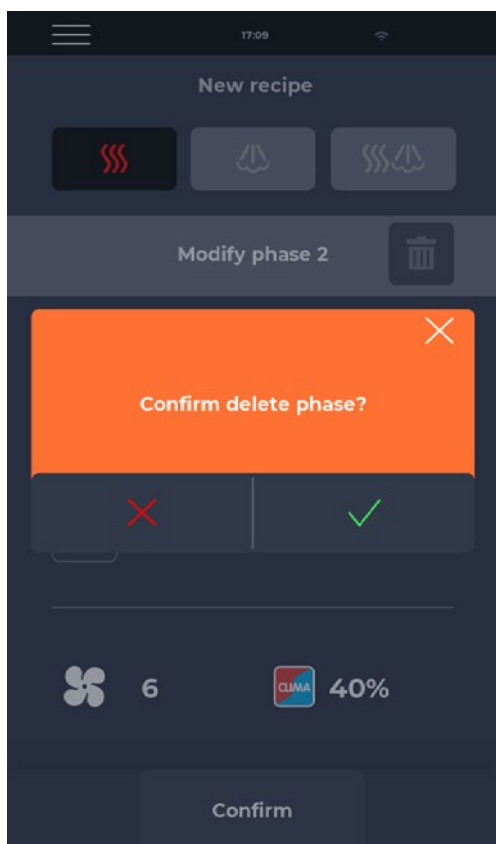 17:09
New recipe
Modify phase 2
Confirm delete phase?
6
CLIMA
40%
Confirm